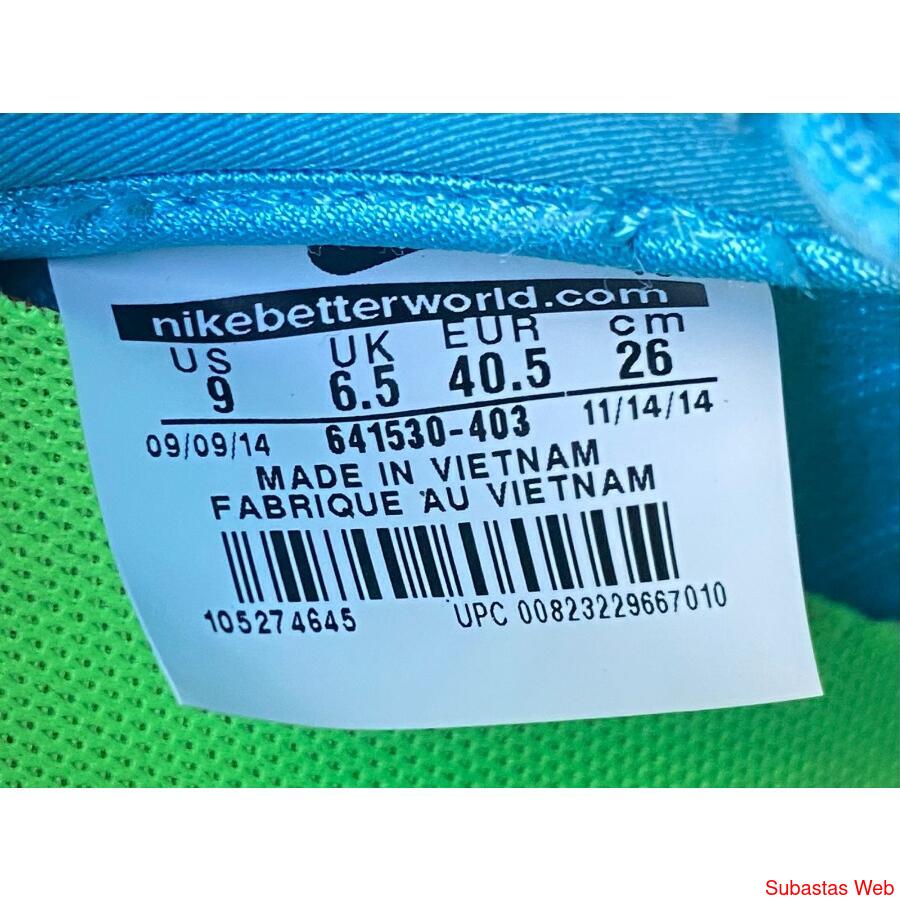 nikebetterworld.com
US UK EUR cm
9 6.5 40.5 26
09/09/14 641530-403 11/14/14
MADE IN VIETNAM
FABRIQUE AU VIETNAM
105274645 UPC 00823229667010
Subastas Web